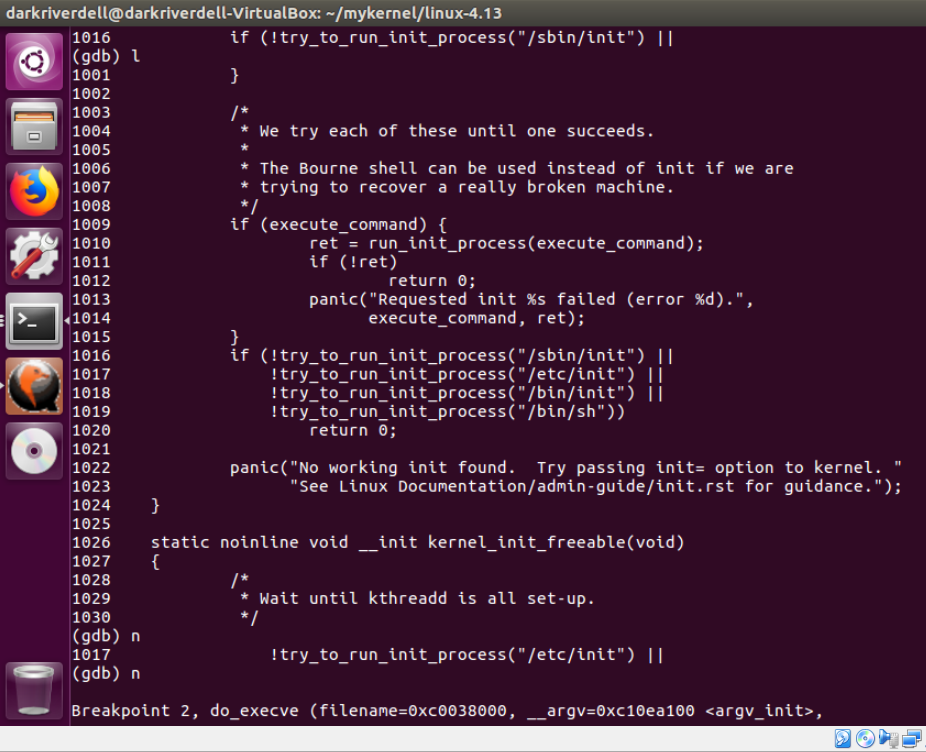 darkriverdell@darkriverdell-VirtualBox: ~/mykernel/linux-4.13
1016            if (!try_to_run_init_process("/sbin/init") ||
(gdb) l
1001            }
1002
1003            /*
1004             * We try each of these until one succeeds.
1005             *
1006             * The Bourne shell can be used instead of init if we are
1007             * trying to recover a really broken machine.
1008             */
1009            if (execute_command) {
1010                    ret = run_init_process(execute_command);
1011                    if (!ret)
1012                            return 0;
1013                    panic("Requested init %s failed (error %d).",
1014                          execute_command, ret);
1015            }
1016            if (!try_to_run_init_process("/sbin/init") ||
1017                !try_to_run_init_process("/etc/init") ||
1018                !try_to_run_init_process("/bin/init") ||
1019                !try_to_run_init_process("/bin/sh"))
1020                    return 0;
1021
1022            panic("No working init found.  Try passing init= option to kernel. "
1023                  "See Linux Documentation/admin-guide/init.rst for guidance.");
1024    }
1025
1026    static noinline void __init kernel_init_freeable(void)
1027    {
1028            /*
1029             * Wait until kthreadd is all set-up.
1030             */
(gdb) n
1017                !try_to_run_init_process("/etc/init") ||
(gdb) n
Breakpoint 2, do_execve (filename=0xc0038000, __argv=0xc10ea100 <argv_init>,